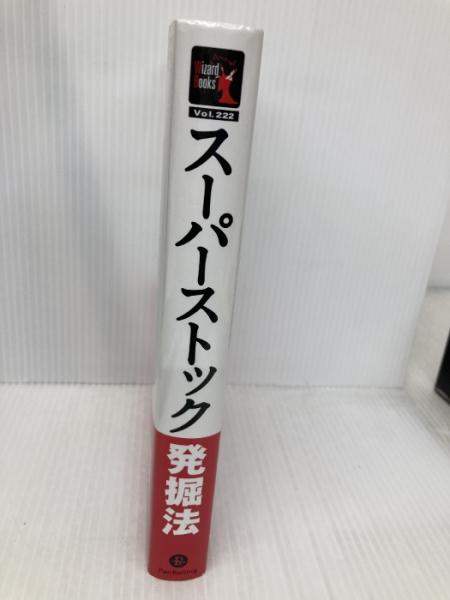 Wizard
Books
Vol.222
スーパーストック
発掘法
Pan Rolling